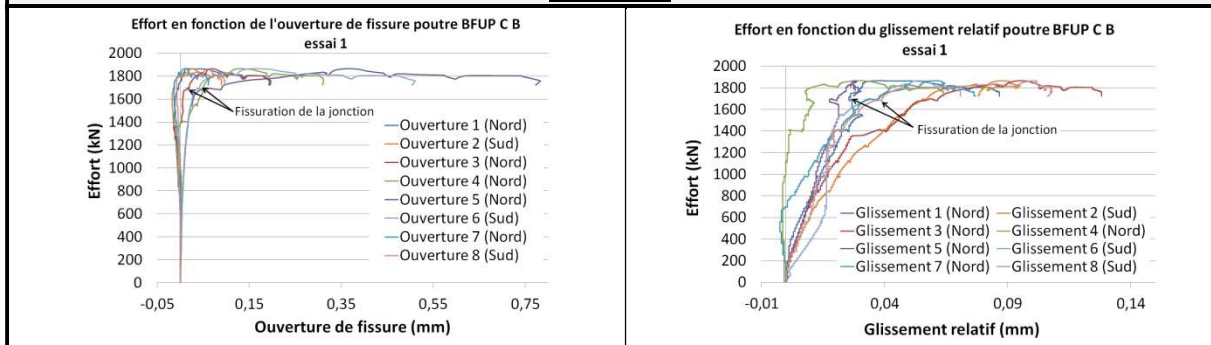 Effort en fonction de l'ouverture de fissure poutre BFUP C B
essai 1
2000
1800
1600
1400
1200
1000
800
600
400
200
0
Effort (kN)
Fissuration de la jonction
Ouverture 1 (Nord)
Ouverture 2 (Sud)
Ouverture 3 (Nord)
Ouverture 4 (Nord)
Ouverture 5 (Nord)
Ouverture 6 (Sud)
Ouverture 7 (Nord)
Ouverture 8 (Sud)
-0,05 0,15 0,35 0,55 0,75
Ouverture de fissure (mm)
Effort en fonction du glissement relatif poutre BFUP C B
essai 1
2000
1800
1600
1400
1200
1000
800
600
400
200
0
Effort (kN)
Fissuration de la jonction
Glissement 1 (Nord) Glissement 2 (Sud)
Glissement 3 (Nord) Glissement 4 (Nord)
Glissement 5 (Nord) Glissement 6 (Sud)
Glissement 7 (Nord) Glissement 8 (Sud)
-0,01 0,04 0,09 0,14
Glissement relatif (mm)